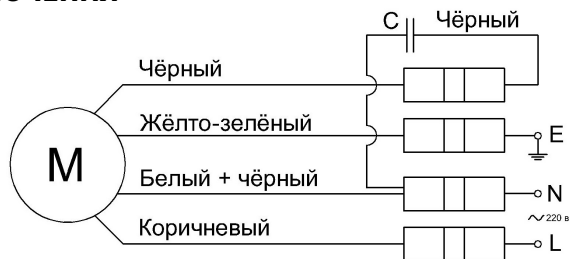 C Чёрный
Чёрный
Жёлто-зелёный
E
M
Белый + чёрный
N
220 в
Коричневый
L